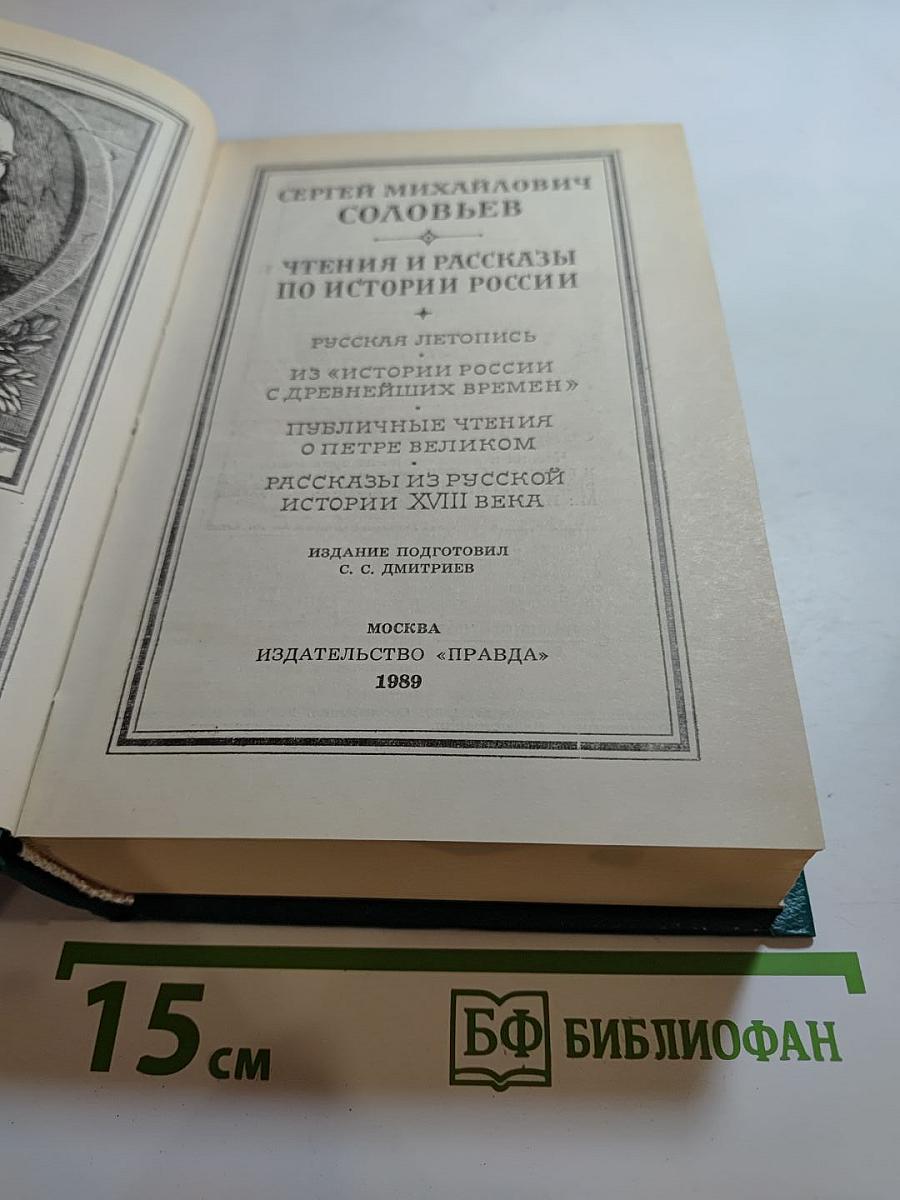 СЕРГЕЙ МИХАЙЛОВИЧ
СОЛОВЬЕВ
ЧТЕНИЯ И РАССКАЗЫ
ПО ИСТОРИИ РОССИИ
РУССКАЯ ЛЕТОПИСЬ
ИЗ «ИСТОРИИ РОССИИ
С ДРЕВНЕЙШИХ ВРЕМЕН»
ПУБЛИЧНЫЕ ЧТЕНИЯ
О ПЕТРЕ ВЕЛИКОМ
РАССКАЗЫ ИЗ РУССКОЙ
ИСТОРИИ XVIII ВЕКА
ИЗДАНИЕ ПОДГОТОВИЛ
С. С. ДМИТРИЕВ
МОСКВА
ИЗДАТЕЛЬСТВО «ПРАВДА»
1989
15 см
БФ БИБЛИОФАН